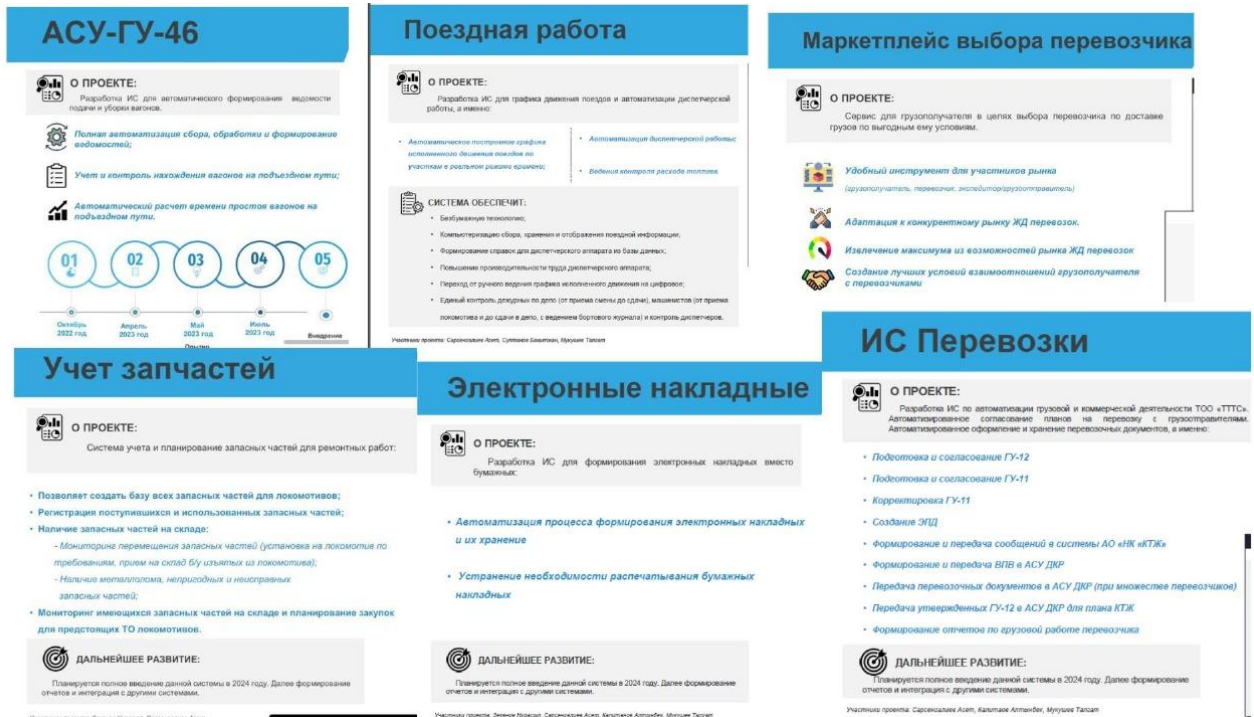 АСУ-ГУ-46
О ПРОЕКТЕ:
Разработка ИС для автоматического формирования ведомости
подачи и уборки вагонов.
Полная автоматизация сбора, обработки и формирование
ведомостей;
Учет и контроль нахождения вагонов на подъездном пути;
Автоматический расчет времени простоя вагонов на
подъездном пути.
01 02 03 04 05
Октябрь
2022 год
Апрель
2023 год
Май
2023 год
Июль
2023 год
Внедрение
Поездная работа
О ПРОЕКТЕ:
Разработка ИС для графика движения поездов и автоматизации диспетчерской
работы, а именно:
• Автоматическое построение графика
исполненного движения поездов по
участкам в реальном режиме времени;
• Автоматизация диспетчерской работы;
• Ведения контроля расхода топлива.
СИСТЕМА ОБЕСПЕЧИТ:
• Безбумажную технологию;
• Компьютеризацию сбора, хранения и отображения поездной информации;
• Формирование справок для диспетчерского аппарата из базы данных;
• Повышение производительности труда диспетчерского аппарата;
• Переход от ручного ведения графика исполненного движения на цифровое;
• Единый контроль дежурных по депо (от приема смены до сдачи), машинистов (от приема
локомотива и до сдачи в депо, с ведением бортового журнала) и контроль диспетчеров.
Участники проекта: Сарсенгалиев Асет, Мукушев Талгат
Маркетплейс выбора перевозчика
О ПРОЕКТЕ:
Сервис для грузополучателя в целях выбора перевозчика по доставке
грузов по выгодным ему условиям.
Удобный инструмент для участников рынка
(грузополучатель, перевозчик, экспедитор/грузоотправитель)
Адаптация к конкурентному рынку ЖД перевозок.
Извлечение максимума из возможностей рынка ЖД перевозок
Создание лучших условий взаимоотношений грузополучателя
с перевозчиками
Учет запчастей
О ПРОЕКТЕ:
Система учета и планирование запасных частей для ремонтных работ:
• Позволяет создать базу всех запасных частей для локомотивов;
• Регистрация поступившихся и использованных запасных частей;
• Наличие запасных частей на складе:
- Мониторинг перемещения запасных частей (установка на локомотив по
требованиям, прием на склад б/у изъятых из локомотива);
- Наличие металлолома, непригодных и неисправных
запасных частей;
• Мониторинг имеющихся запасных частей на складе и планирование закупок
для предстоящих ТО локомотивов.
ДАЛЬНЕЙШЕЕ РАЗВИТИЕ:
Планируется полное введение данной системы в 2024 году. Далее формирование
отчетов и интеграция с другими системами.
Электронные накладные
О ПРОЕКТЕ:
Разработка ИС для формирования электронных накладных вместо
бумажных:
• Автоматизация процесса формирования электронных накладных
и их хранение
• Устранение необходимости распечатывания бумажных
накладных
ДАЛЬНЕЙШЕЕ РАЗВИТИЕ:
Планируется полное введение данной системы в 2024 году. Далее формирование
отчетов и интеграция с другими системами.
Участники проекта: Сарсенгалиев Асет, Мукушев Талгат
ИС Перевозки
О ПРОЕКТЕ:
Разработка ИС по автоматизации грузовой и коммерческой деятельности ТОО «ТТТС».
Автоматизированное согласование планов на перевозку с грузоотправителями.
Автоматизированное оформление и хранение перевозочных документов, а именно:
• Подготовка и согласование ГУ-12
• Подготовка и согласование ГУ-11
• Корректировка ГУ-11
• Создание ЭПД
• Формирование и передача сообщений в системы АО «НК «КТЖ»
• Формирование и передача ВПВ в АСУ ДКР
• Передача перевозочных документов в АСУ ДКР (при множестве перевозчиков)
• Передача утвержденных ГУ-12 в АСУ ДКР для плана КТЖ
• Формирование отчетов по грузовой работе перевозчика
ДАЛЬНЕЙШЕЕ РАЗВИТИЕ:
Планируется полное введение данной системы в 2024 году. Далее формирование
отчетов и интеграция с другими системами.
Участники проекта: Сарсенгалиев Асет, Мукушев Талгат